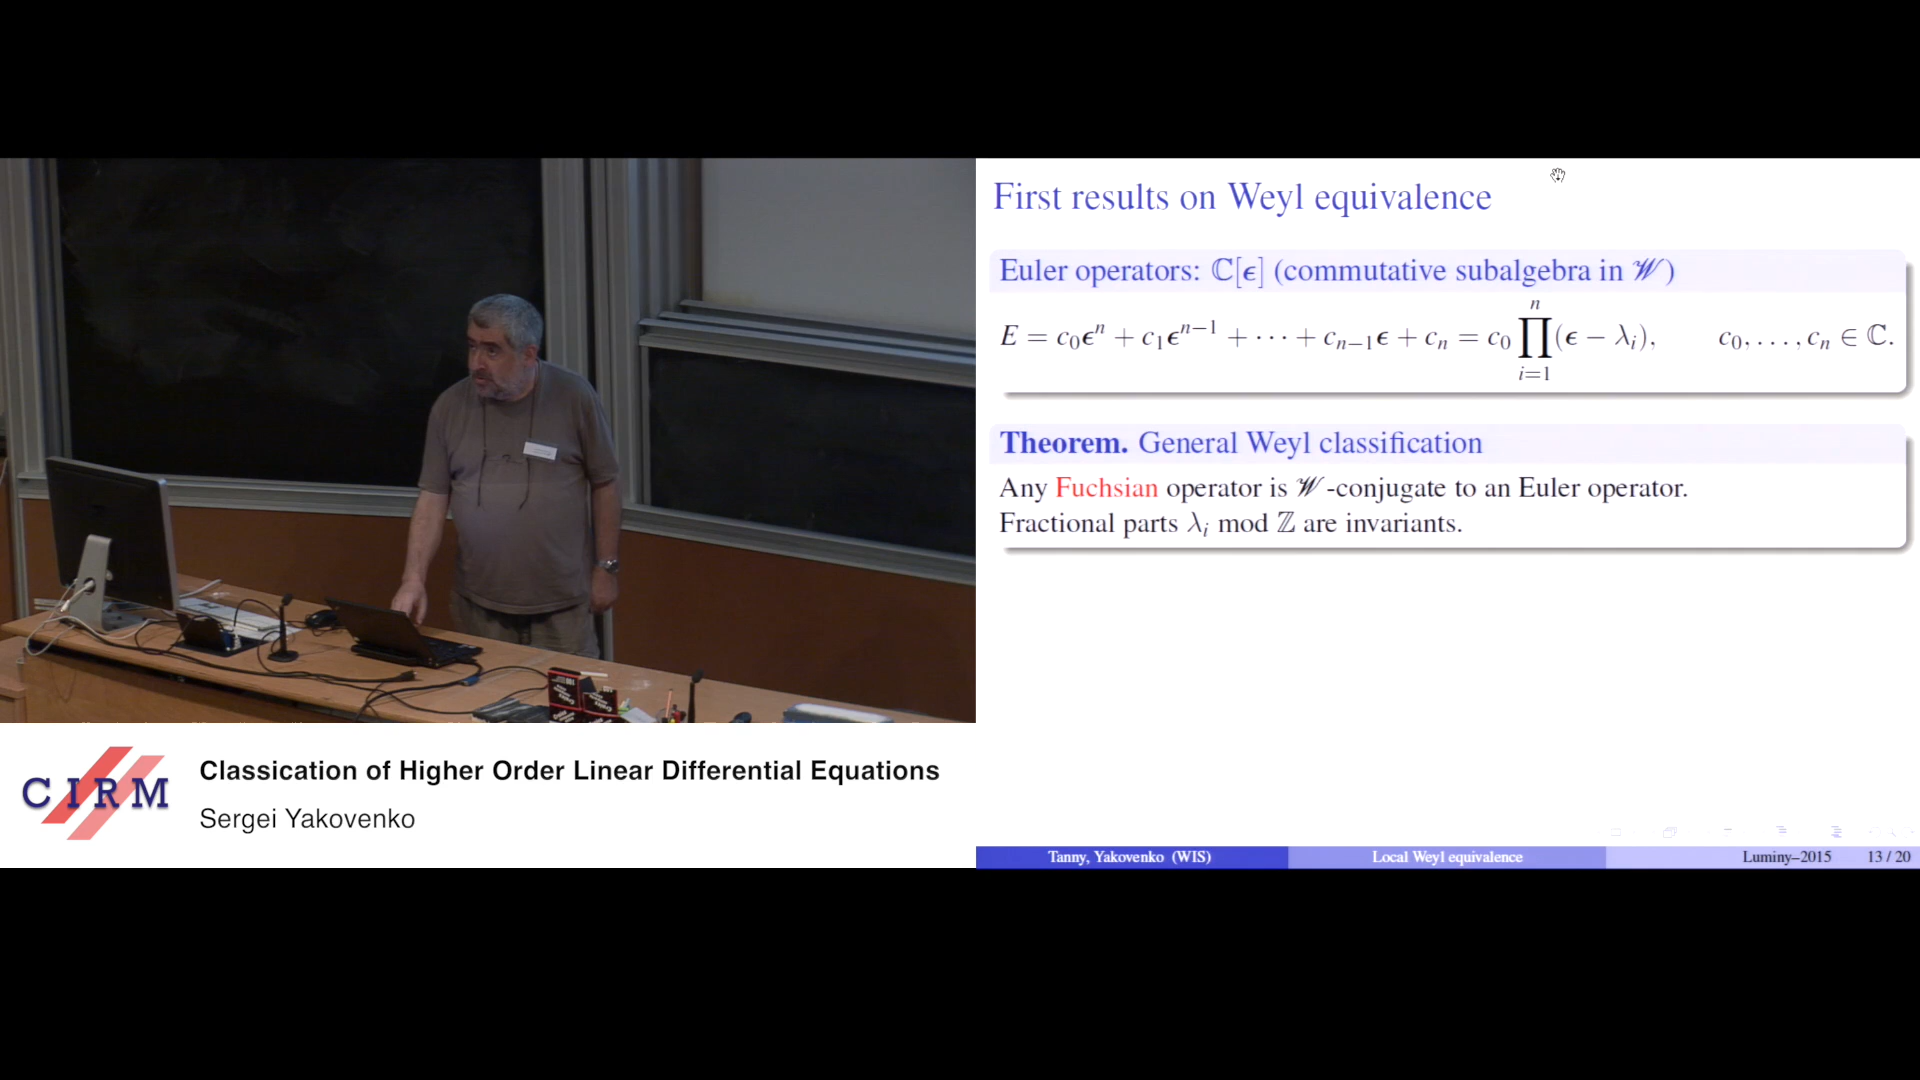 First results on Weyl equivalence
Euler operators: ℂ[ϵ] (commutative subalgebra in 𝒲)
E = c₀ϵⁿ + c₁ϵⁿ⁻¹ + ⋯ + cₙ₋₁ϵ + cₙ = c₀ ∏ⁿᵢ₌₁ (ϵ − λᵢ), c₀, …, cₙ ∈ ℂ.
Theorem. General Weyl classification
Any Fuchsian operator is 𝒲-conjugate to an Euler operator.
Fractional parts λᵢ mod ℤ are invariants.
Tanny, Yakovenko (WIS) Local Weyl equivalence Luminy–2015 13 / 20
CIRM
Classication of Higher Order Linear Differential Equations
Sergei Yakovenko